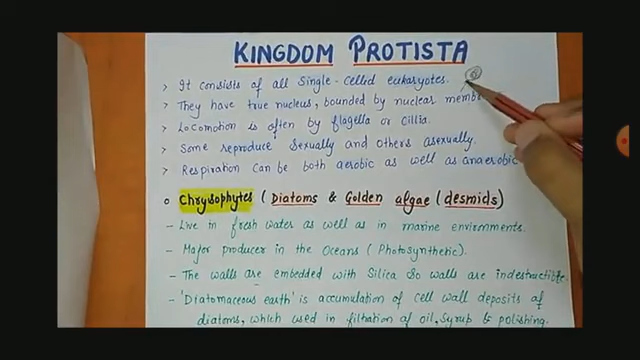 KINGDOM PROTISTA
> It consists of all Single-celled eukaryotes.
> They have true nucleus, bounded by nuclear
> Locomotion is often by flagella or Cillia.
> Some reproduce Sexually and Others asexually.
> Respiration Can be both aerobic as well as anaerobic
o Chrysophytes (Diatoms & Golden algae (desmids)
- Live in fresh water as well as in marine environments.
- Major producer in the Oceans (Photosynthetic).
- The walls are embedded with Silica So walls are indestructible.
- 'Diatomaceous earth' is accumulation of cell wall deposits of
diatoms, which used in filtration of oil, Syrup & polishing.